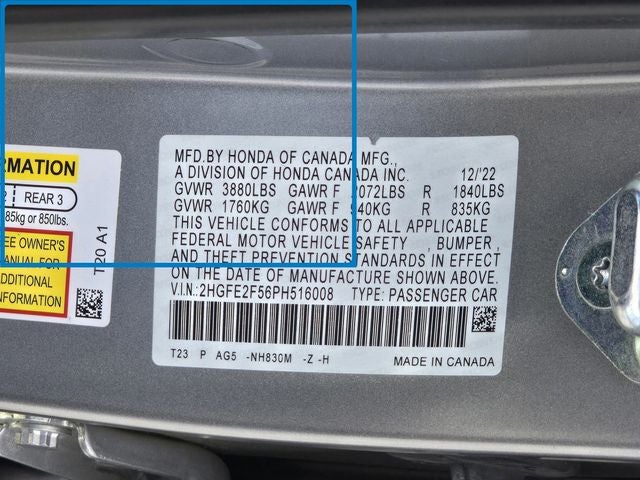 RMATION
REAR 3
85kg or 850lbs.
EE OWNER'S
ANUAL FOR
ADDITIONAL
INFORMATION
T20 A1
MFD.BY HONDA OF CANADA MFG.,
A DIVISION OF HONDA CANADA INC. 12/'22
GVWR 3880LBS GAWR F 2072LBS R 1840LBS
GVWR 1760KG GAWR F 940KG R 835KG
THIS VEHICLE CONFORMS TO ALL APPLICABLE
FEDERAL MOTOR VEHICLE SAFETY , BUMPER ,
AND THEFT PREVENTION STANDARDS IN EFFECT
ON THE DATE OF MANUFACTURE SHOWN ABOVE.
V.I.N.:2HGFE2F56PH516008 TYPE: PASSENGER CAR
T23 P AG5 -NH830M -Z -H
MADE IN CANADA